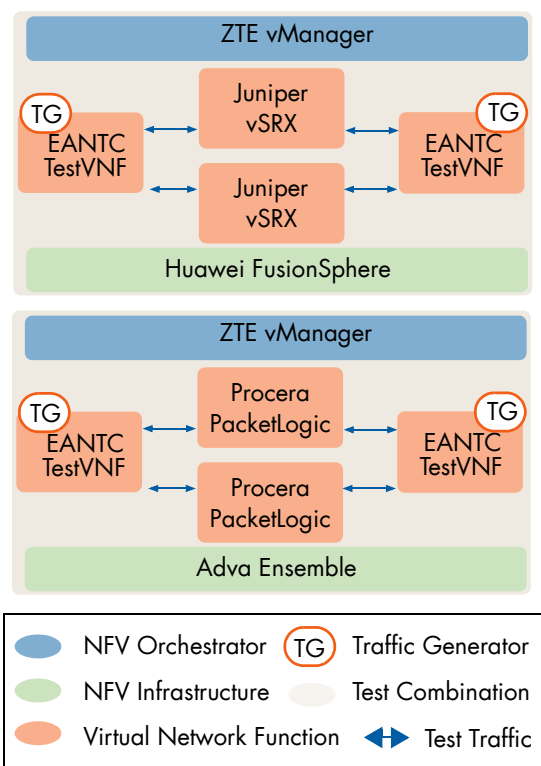 ZTE vManager
TG
EANTC
TestVNF
Juniper
vSRX
Juniper
vSRX
TG
EANTC
TestVNF
Huawei FusionSphere
ZTE vManager
TG
EANTC
TestVNF
Procera
PacketLogic
Procera
PacketLogic
TG
EANTC
TestVNF
Adva Ensemble
NFV Orchestrator
TG
Traffic Generator
NFV Infrastructure
Test Combination
Virtual Network Function
Test Traffic